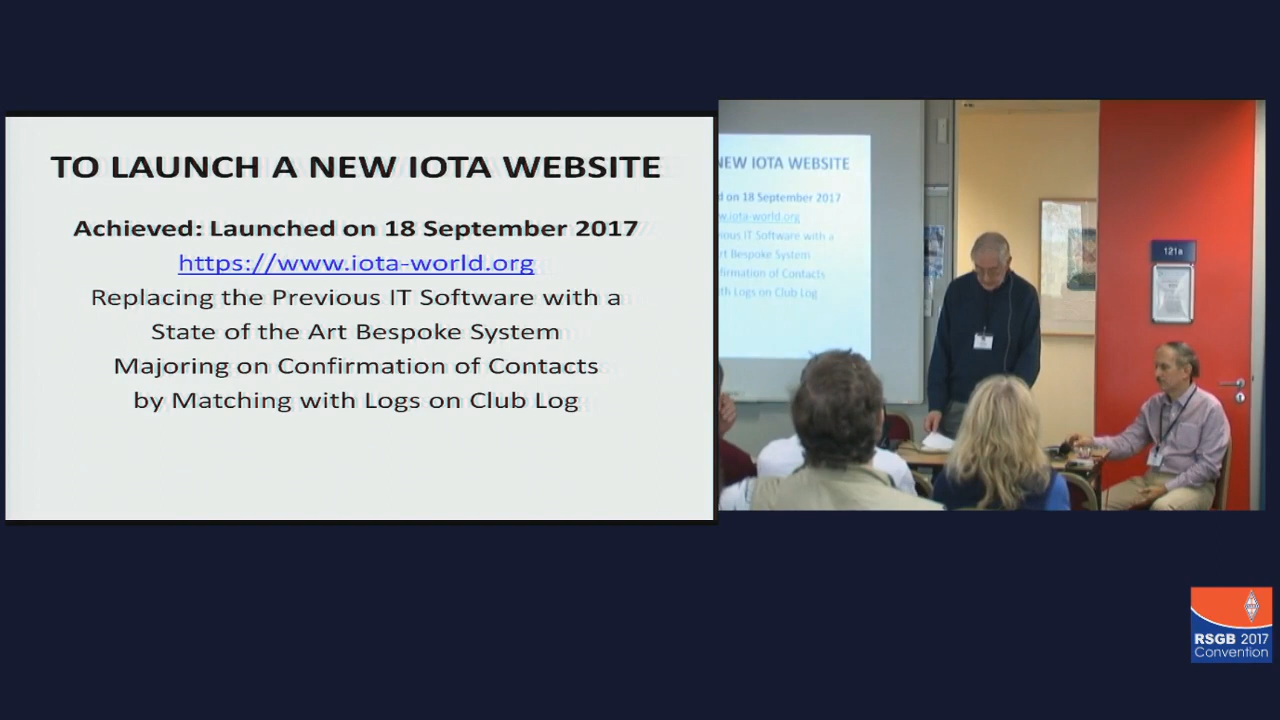 TO LAUNCH A NEW IOTA WEBSITE
Achieved: Launched on 18 September 2017
https://www.iota-world.org
Replacing the Previous IT Software with a
State of the Art Bespoke System
Majoring on Confirmation of Contacts
by Matching with Logs on Club Log
NEW IOTA WEBSITE
d on 18 September 2017
w.iota-world.org
ious IT Software with a
rt Bespoke System
firmation of Contacts
th Logs on Club Log
121a
RSGB 2017
Convention